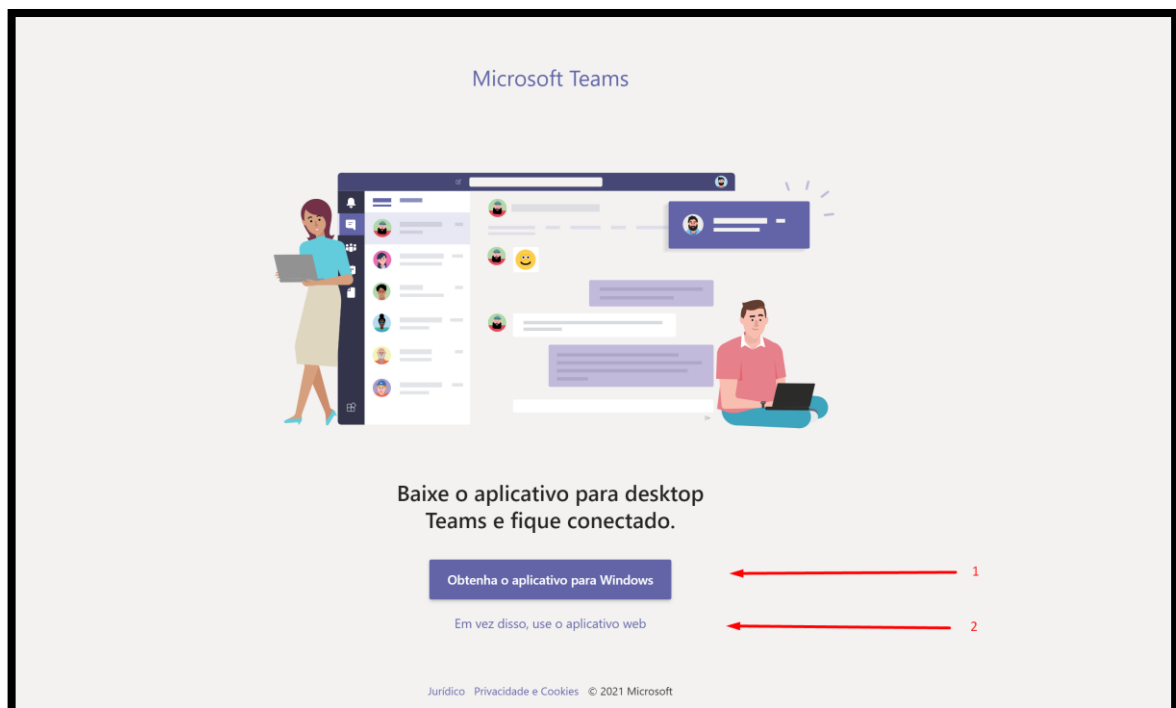 Microsoft Teams
Baixe o aplicativo para desktop
Teams e fique conectado.
Obtenha o aplicativo para Windows
1
Em vez disso, use o aplicativo web
2
Jurídico Privacidade e Cookies © 2021 Microsoft